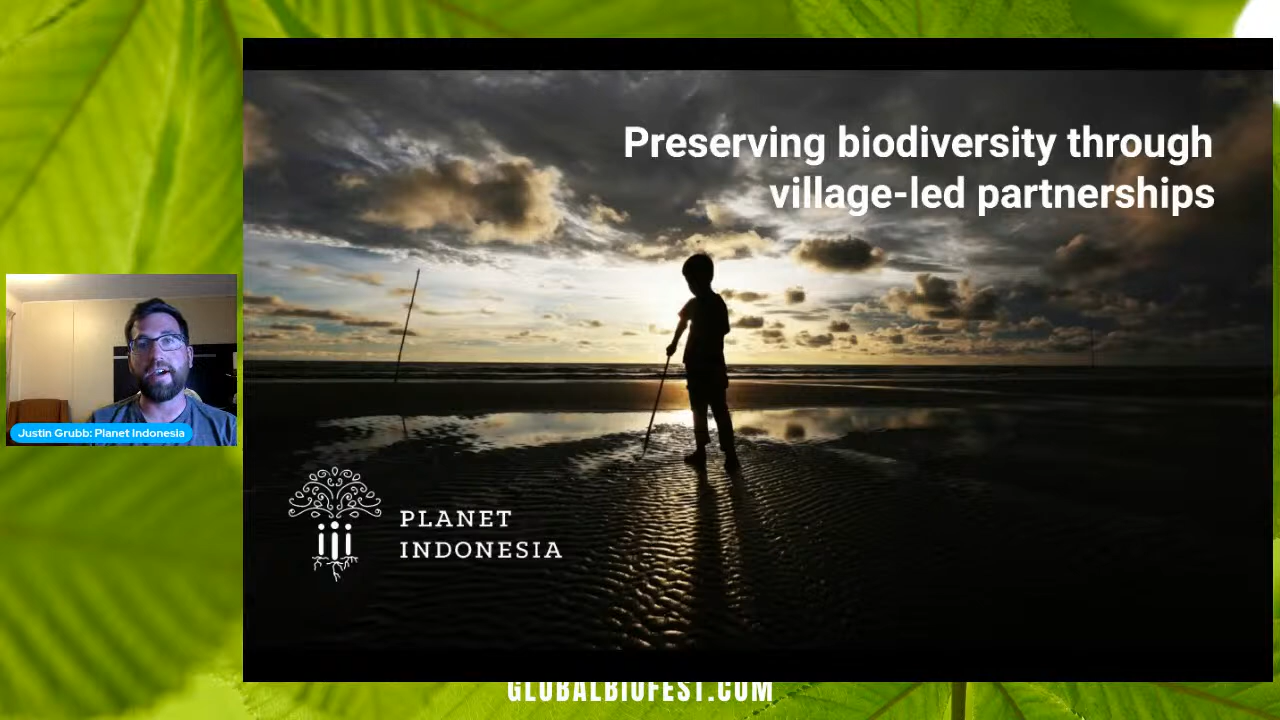 Preserving biodiversity through
village-led partnerships
Justin Grubb: Planet Indonesia
PLANET
INDONESIA
GLOBALBIOFEST.COM